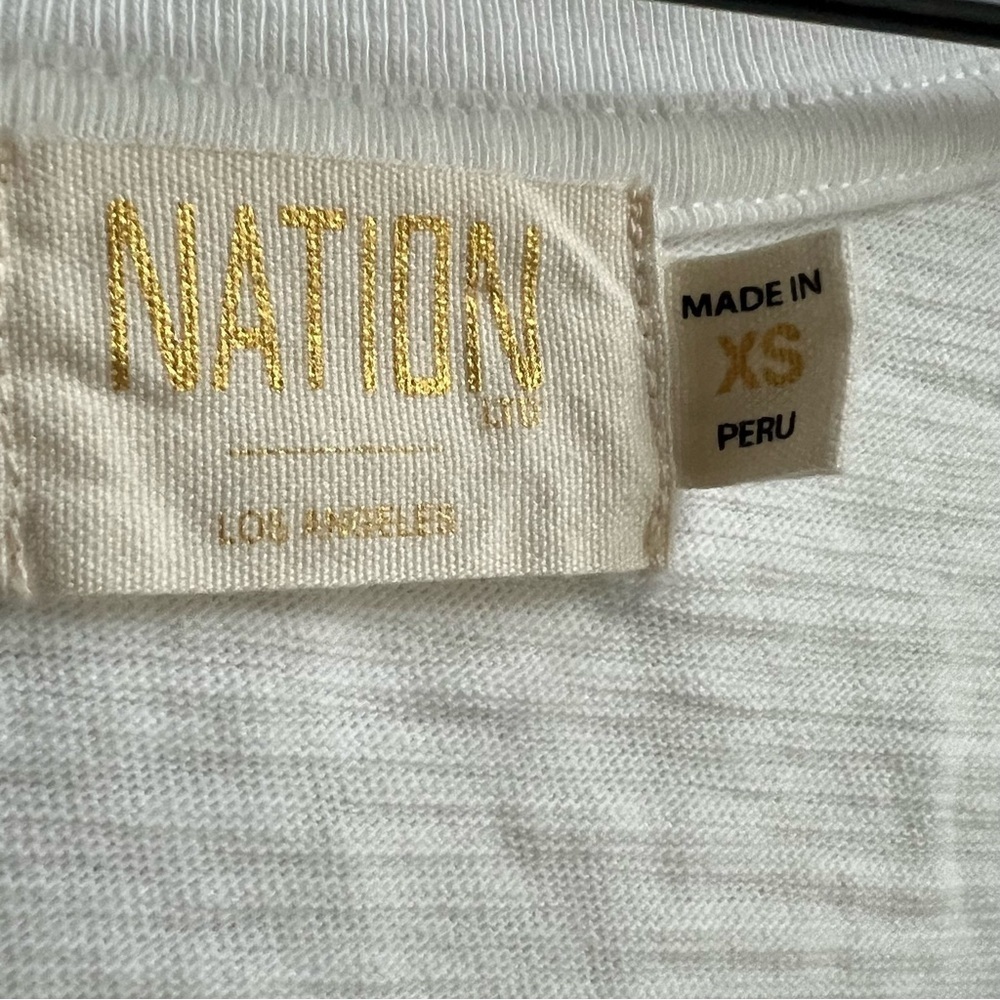 NATION
LTD
LOS ANGELES
MADE IN
XS
PERU